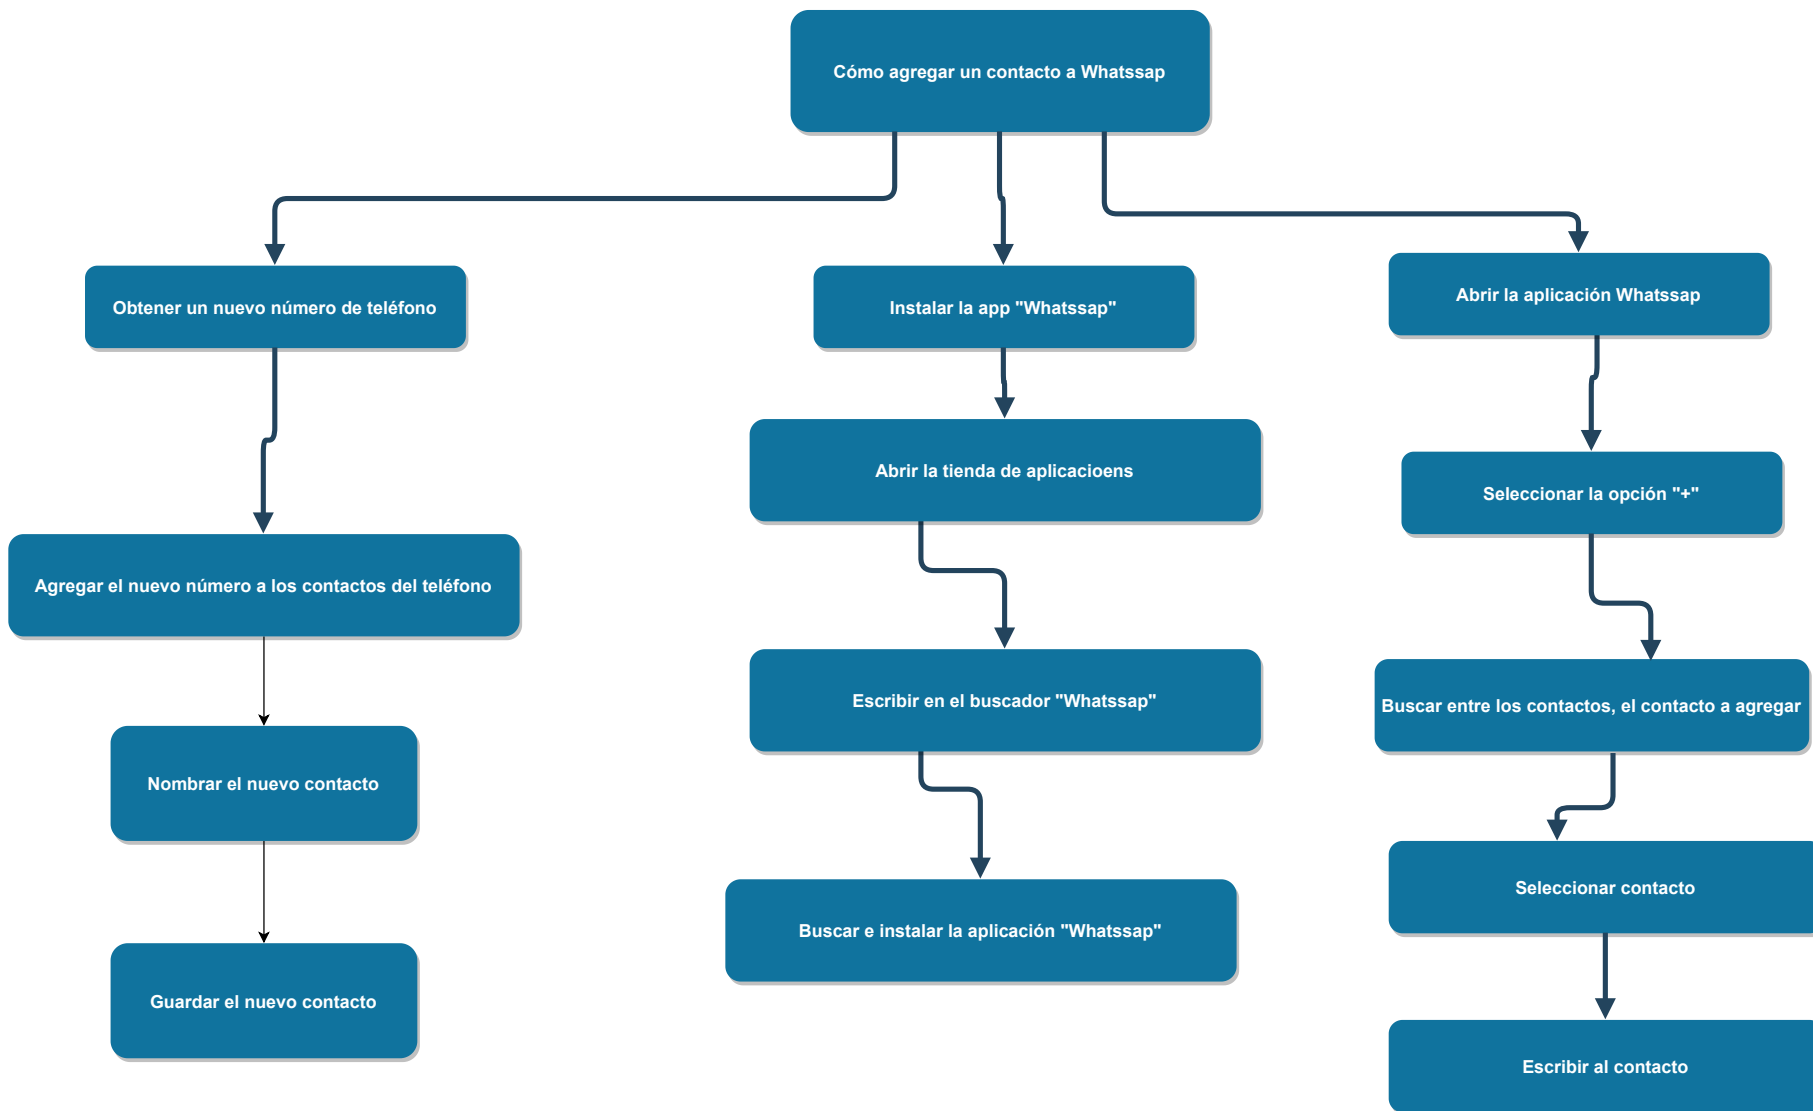 Cómo agregar un contacto a Whatssap
Obtener un nuevo número de teléfono
Agregar el nuevo número a los contactos del teléfono
Nombrar el nuevo contacto
Guardar el nuevo contacto
Instalar la app "Whatssap"
Abrir la tienda de aplicacioens
Escribir en el buscador "Whatssap"
Buscar e instalar la aplicación "Whatssap"
Abrir la aplicación Whatssap
Seleccionar la opción "+"
Buscar entre los contactos, el contacto a agregar
Seleccionar contacto
Escribir al contacto